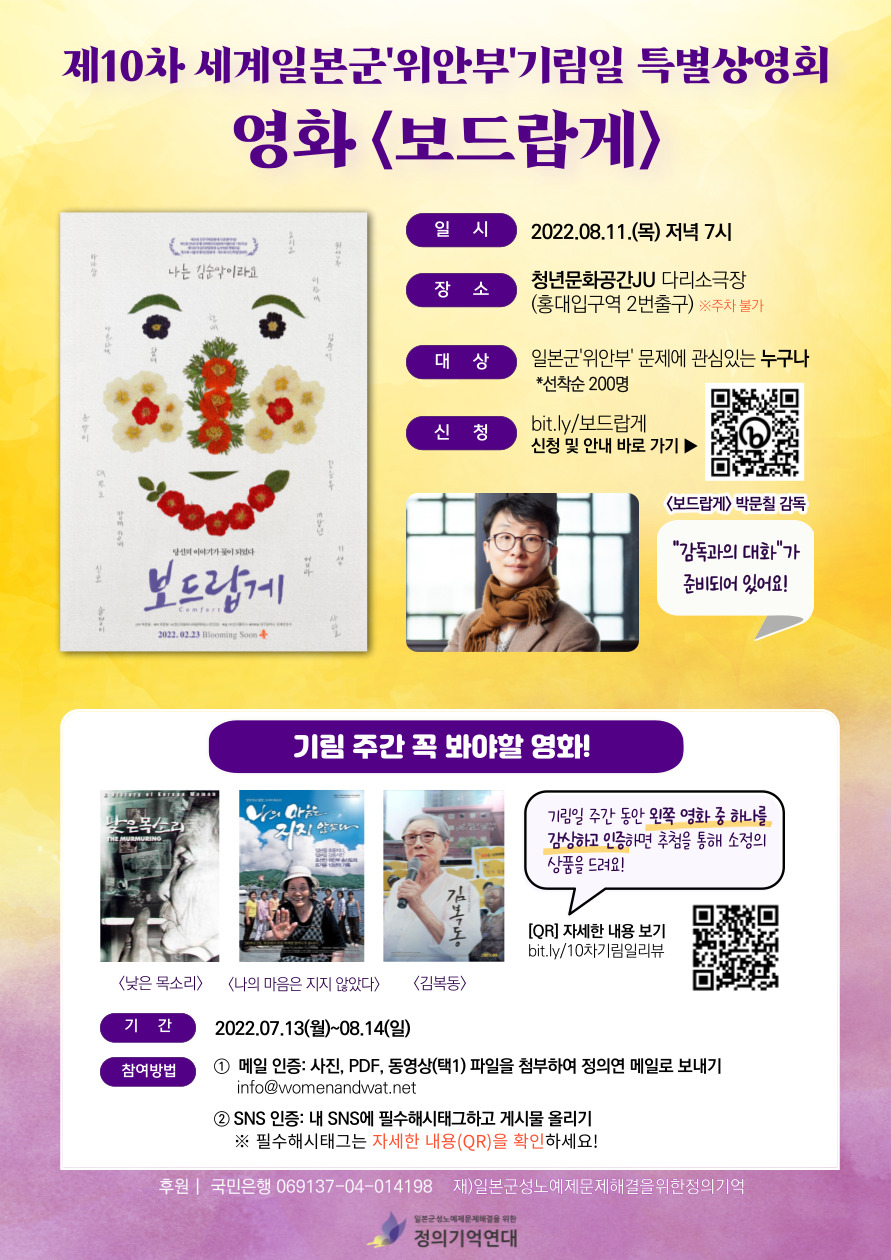 제10차 세계일본군'위안부'기림일 특별상영회
영화 <보드랍게>
나는 김순악이라요
당신의 이야기가 꽃이 되었다
보드랍게
Comfort
2022. 02.23 Blooming Soon
일 시
2022.08.11.(목) 저녁 7시
장 소
청년문화공간JU 다리소극장
(홍대입구역 2번출구) ※주차 불가
대 상
일본군'위안부' 문제에 관심있는 누구나
*선착순 200명
신 청
bit.ly/보드랍게
신청 및 안내 바로 가기 ▶
<보드랍게> 박문칠 감독
"감독과의 대화"가
준비되어 있어요!
기림 주간 꼭 봐야할 영화!
a history of Korean Women
낮은 목소리
THE MURMURING
나의 마음은
지지 않았다
김복동
기림일 주간 동안 왼쪽 영화 중 하나를
감상하고 인증하면 추첨을 통해 소정의
상품을 드려요!
[QR] 자세한 내용 보기
bit.ly/10차기림일리뷰
<낮은 목소리> <나의 마음은 지지 않았다> <김복동>
기 간
2022.07.13(월)~08.14(일)
참여방법
① 메일 인증: 사진, PDF, 동영상(택1) 파일을 첨부하여 정의연 메일로 보내기
info@womenandwat.net
② SNS 인증: 내 SNS에 필수해시태그하고 게시물 올리기
※ 필수해시태그는 자세한 내용(QR)을 확인하세요!
후원 | 국민은행 069137-04-014198 재)일본군성노예제문제해결을위한정의기억
일본군성노예제문제해결을 위한
정의기억연대